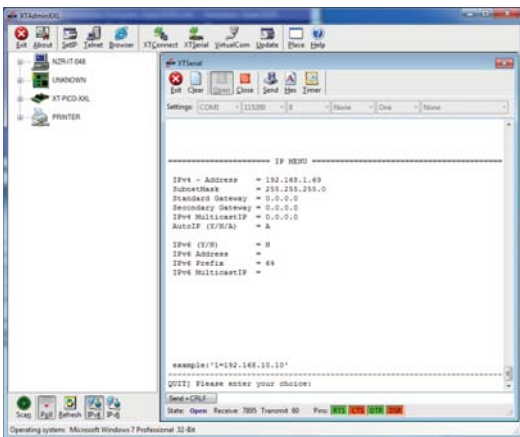 XTAdminXXL
Exit About SetIP Telnet Browser XTConnect XTSerial VirtualCom Update Place Help
NZR-IT-048
UNKNOWN
XT-PICO-XXL
PRINTER
XTSerial
Exit Clear Open Close Send Hex Timer
Settings: COM1 115200 8 None One None
IP MENU
IPv4 - Address = 192.168.1.69
SubnetMask = 255.255.255.0
Standard Gateway = 0.0.0.0
Secondary Gateway = 0.0.0.0
IPv4 MulticastIP = 0.0.0.0
AutoIP (Y/N/A) = A
IPv6 (Y/N) = N
IPv6 Address =
IPv6 Prefix = 64
IPv6 MulticastIP =
example:'1=192.168.10.10'
QUIT; Please enter your choice:
Send + CRLF
State: Open Receive: 7895 Transmit: 60 Pins: RTS CTS DTR DSR
Scan Poll Refresh IPv4 IPv6
Operating system: Microsoft Windows 7 Professional 32-Bit